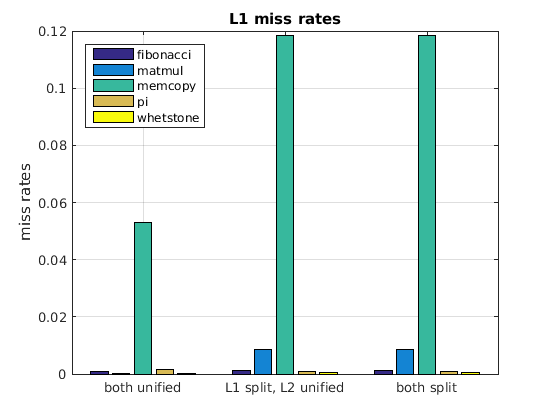 L1 miss rates
0.12
0.1
0.08
0.06
0.04
0.02
0
miss rates
fibonacci
matmul
memcopy
pi
whetstone
both unified
L1 split, L2 unified
both split